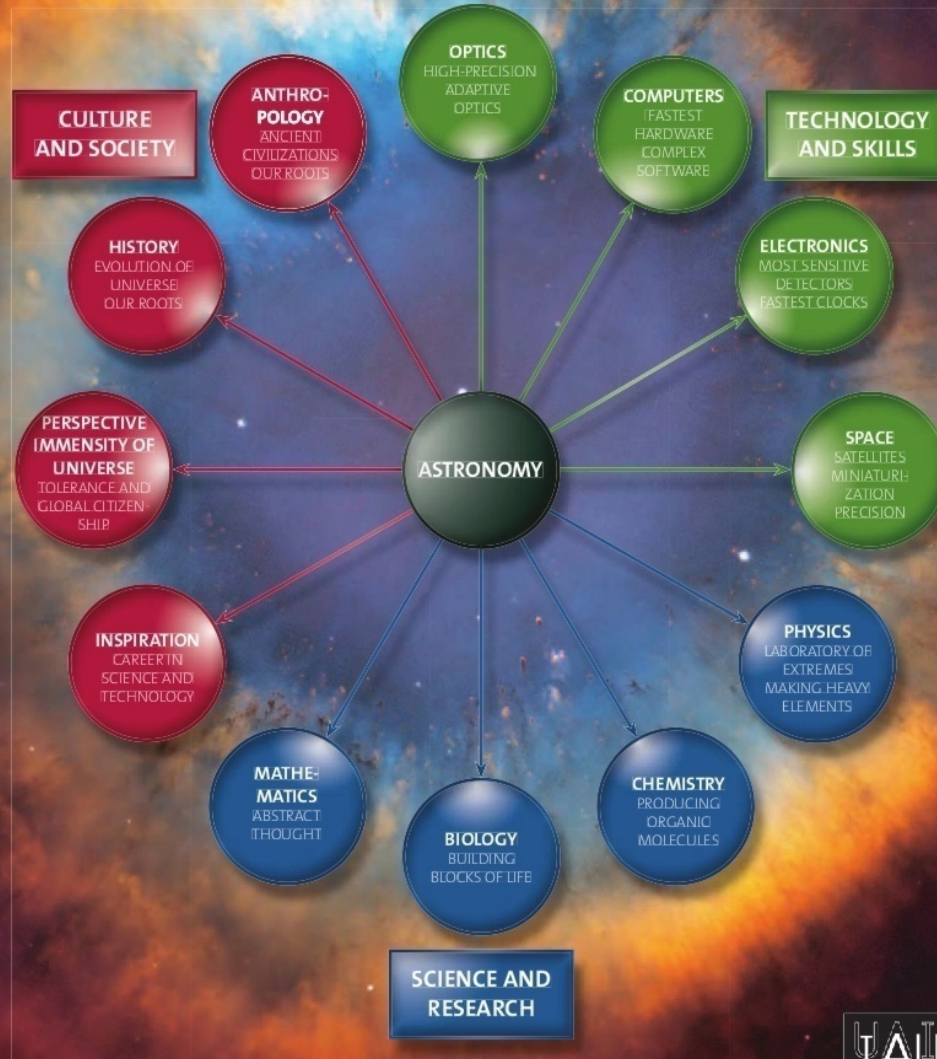 CULTURE
AND SOCIETY
ANTHRO-
POLOGY
ANCIENT
CIVILIZATIONS
OUR ROOTS
OPTICS
HIGH-PRECISION
ADAPTIVE
OPTICS
COMPUTERS
FASTEST
HARDWARE
COMPLEX
SOFTWARE
TECHNOLOGY
AND SKILLS
HISTORY
EVOLUTION OF
UNIVERSE
OUR ROOTS
ELECTRONICS
MOST SENSITIVE
DETECTORS
FASTEST CLOCKS
PERSPECTIVE
IMMENSITY OF
UNIVERSE
TOLERANCE AND
GLOBAL CITIZEN-
SHIP
ASTRONOMY
SPACE
SATELLITES
MINIATURI-
ZATION
PRECISION
INSPIRATION
CAREER IN
SCIENCE AND
TECHNOLOGY
PHYSICS
LABORATORY OF
EXTREMES
MAKING HEAVY
ELEMENTS
MATHE-
MATICS
ABSTRACT
THOUGHT
BIOLOGY
BUILDING
BLOCKS OF LIFE
CHEMISTRY
PRODUCING
ORGANIC
MOLECULES
SCIENCE AND
RESEARCH